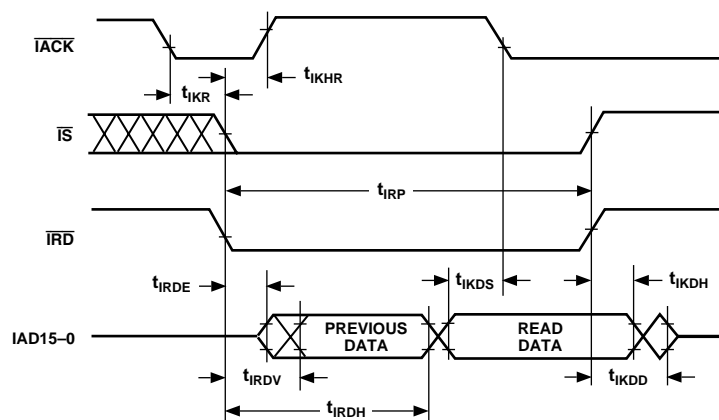 IACK
tIKHR
tIKR
IS
tIRP
IRD
tIRDE
tIKDS
tIKDH
IAD15–0
PREVIOUS
DATA
READ
DATA
tIRDV
tIKDD
tIRDH